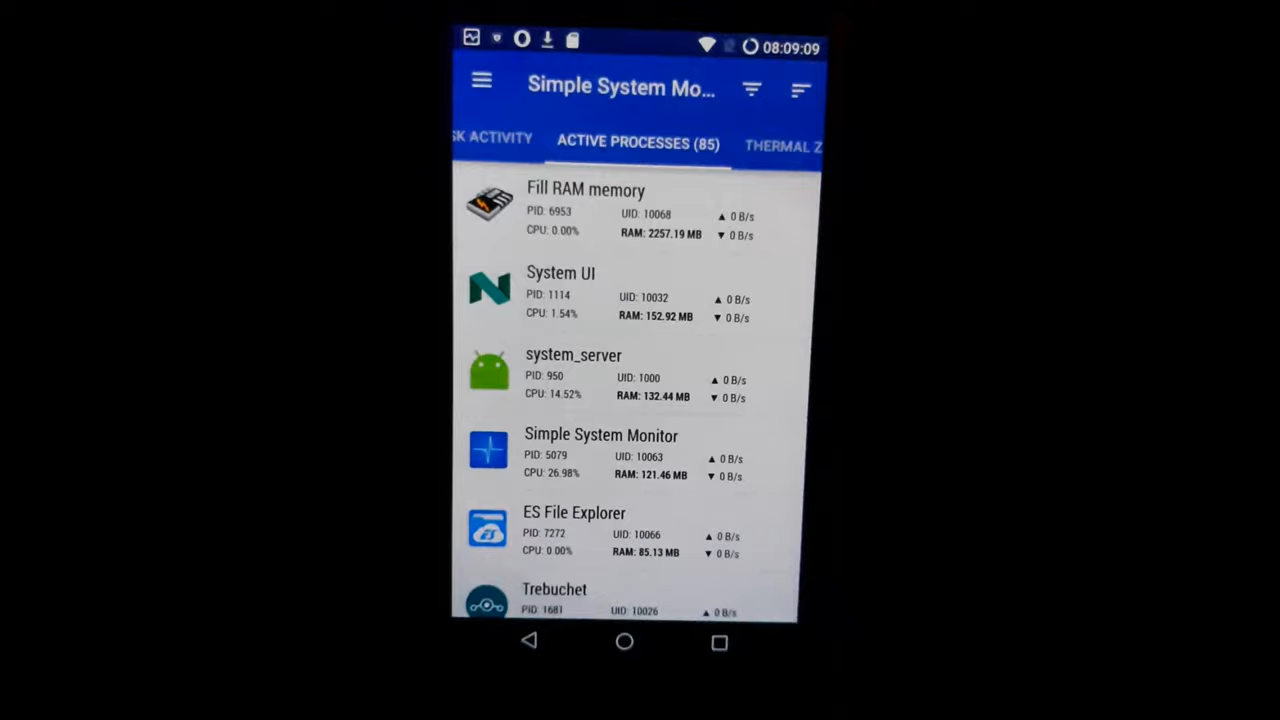 08:09:09
Simple System Mo...
SK ACTIVITY ACTIVE PROCESSES (85) THERMAL Z
Fill RAM memory
PID: 6953 UID: 10068 ▲ 0 B/s
CPU: 0.00% RAM: 2257.19 MB ▼ 0 B/s
System UI
PID: 1114 UID: 10032 ▲ 0 B/s
CPU: 1.54% RAM: 152.92 MB ▼ 0 B/s
system_server
PID: 950 UID: 1000 ▲ 0 B/s
CPU: 14.52% RAM: 132.44 MB ▼ 0 B/s
Simple System Monitor
PID: 5079 UID: 10063 ▲ 0 B/s
CPU: 26.98% RAM: 121.46 MB ▼ 0 B/s
ES File Explorer
PID: 7272 UID: 10066 ▲ 0 B/s
CPU: 0.00% RAM: 85.13 MB ▼ 0 B/s
Trebuchet
PID: 1681 UID: 10026 ▲ 0 B/s